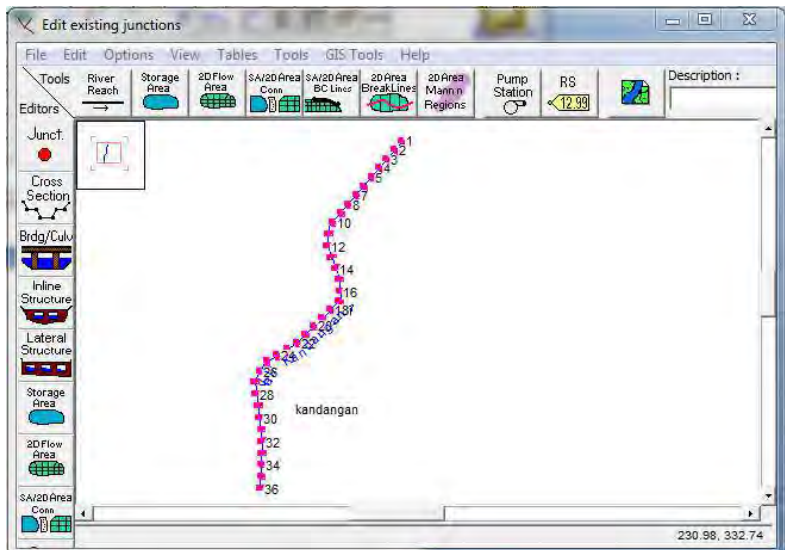 Edit existing junctions
File Edit Options View Tables Tools GIS Tools Help
Tools
Editors
River Reach
Storage Area
2D Flow Area
SA/2D Area Conn
SA/2D Area BC Lines
2D Area BreakLines
2D Area Mann n Regions
Pump Station
RS
12.99
Description :
Junct.
Cross Section
Brdg/Culv
Inline Structure
Lateral Structure
Storage Area
2D Flow Area
SA/2D Area Conn
1
2
3
4
5
7
8
10
12
14
16
24
26
28
kandangan
30
32
34
36
230.98, 332.74